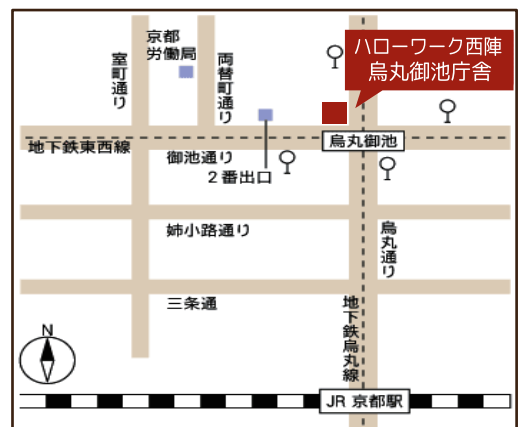 京都
労働局
室町通り
両替町通り
ハローワーク西陣
烏丸御池庁舎
地下鉄東西線
御池通り
烏丸御池
2番出口
姉小路通り
烏丸通り
三条通
地下鉄烏丸線
N
JR 京都駅